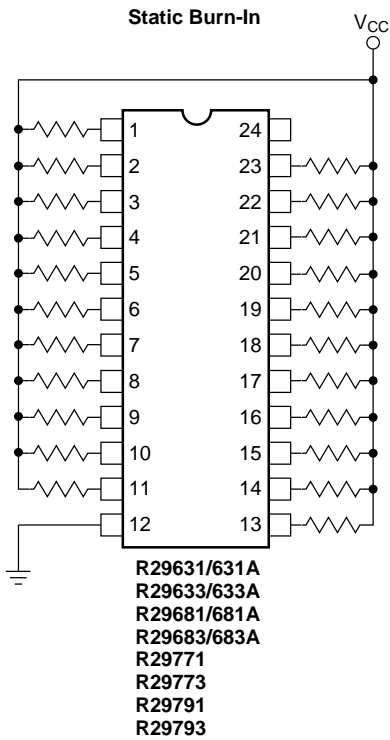 Static Burn-In
VCC
1 24
2 23
3 22
4 21
5 20
6 19
7 18
8 17
9 16
10 15
11 14
12 13
R29631/631A
R29633/633A
R29681/681A
R29683/683A
R29771
R29773
R29791
R29793